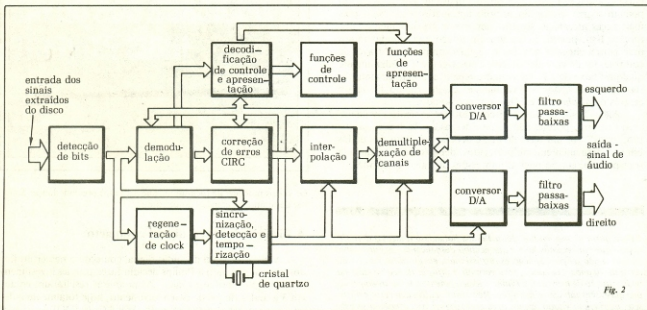 decodi-
ficação
de controle
e apresen-
tação
funções
de
controle
funções
de
apresen-
tação
entrada dos
sinais
extraídos
do disco
detecção
de bits
demodu-
lação
correção
de erros
CIRC
inter-
polação
demultiple-
xação de
canais
conversor
D/A
filtro
passa-
baixas
esquerdo
saída -
sinal de
áudio
conversor
D/A
filtro
passa-
baixas
direito
regene-
ração
de clock
sincro-
nização,
detecção e
tempo-
rização
cristal
de quartzo
Fig. 2